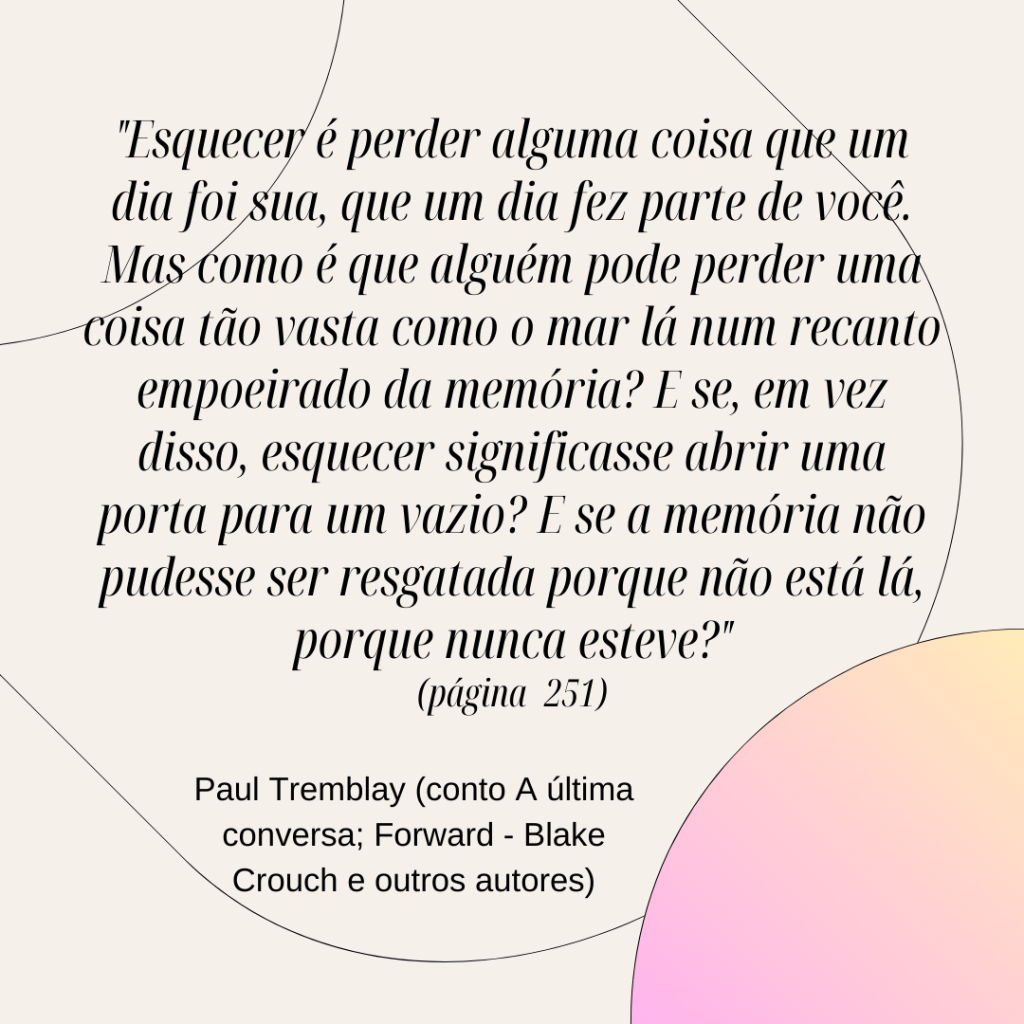 "Esquecer é perder alguma coisa que um
dia foi sua, que um dia fez parte de você.
Mas como é que alguém pode perder uma
coisa tão vasta como o mar lá num recanto
empoeirado da memória? E se, em vez
disso, esquecer significasse abrir uma
porta para um vazio? E se a memória não
pudesse ser resgatada porque não está lá,
porque nunca esteve?"
(página 251)
Paul Tremblay (conto A última
conversa; Forward - Blake
Crouch e outros autores)